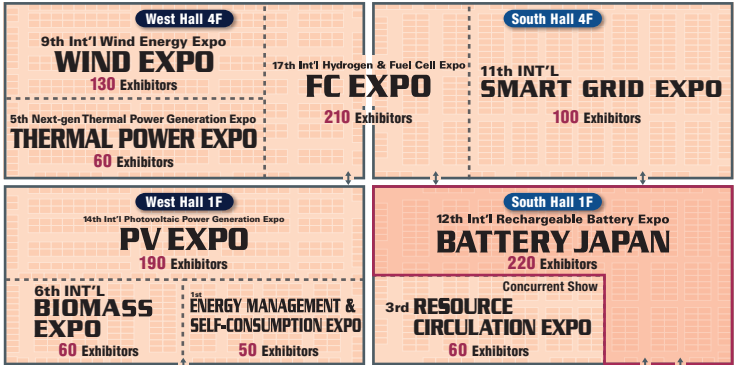 West Hall 4F
9th Int'l Wind Energy Expo
WIND EXPO
130 Exhibitors
5th Next-gen Thermal Power Generation Expo
THERMAL POWER EXPO
60 Exhibitors
17th Int'l Hydrogen & Fuel Cell Expo
FC EXPO
210 Exhibitors
South Hall 4F
11th INT'L
SMART GRID EXPO
100 Exhibitors
West Hall 1F
14th Int'l Photovoltaic Power Generation Expo
PV EXPO
190 Exhibitors
6th INT'L
BIOMASS
EXPO
60 Exhibitors
1st
ENERGY MANAGEMENT &
SELF-CONSUMPTION EXPO
50 Exhibitors
South Hall 1F
12th Int'l Rechargeable Battery Expo
BATTERY JAPAN
220 Exhibitors
Concurrent Show
3rd RESOURCE
CIRCULATION EXPO
60 Exhibitors